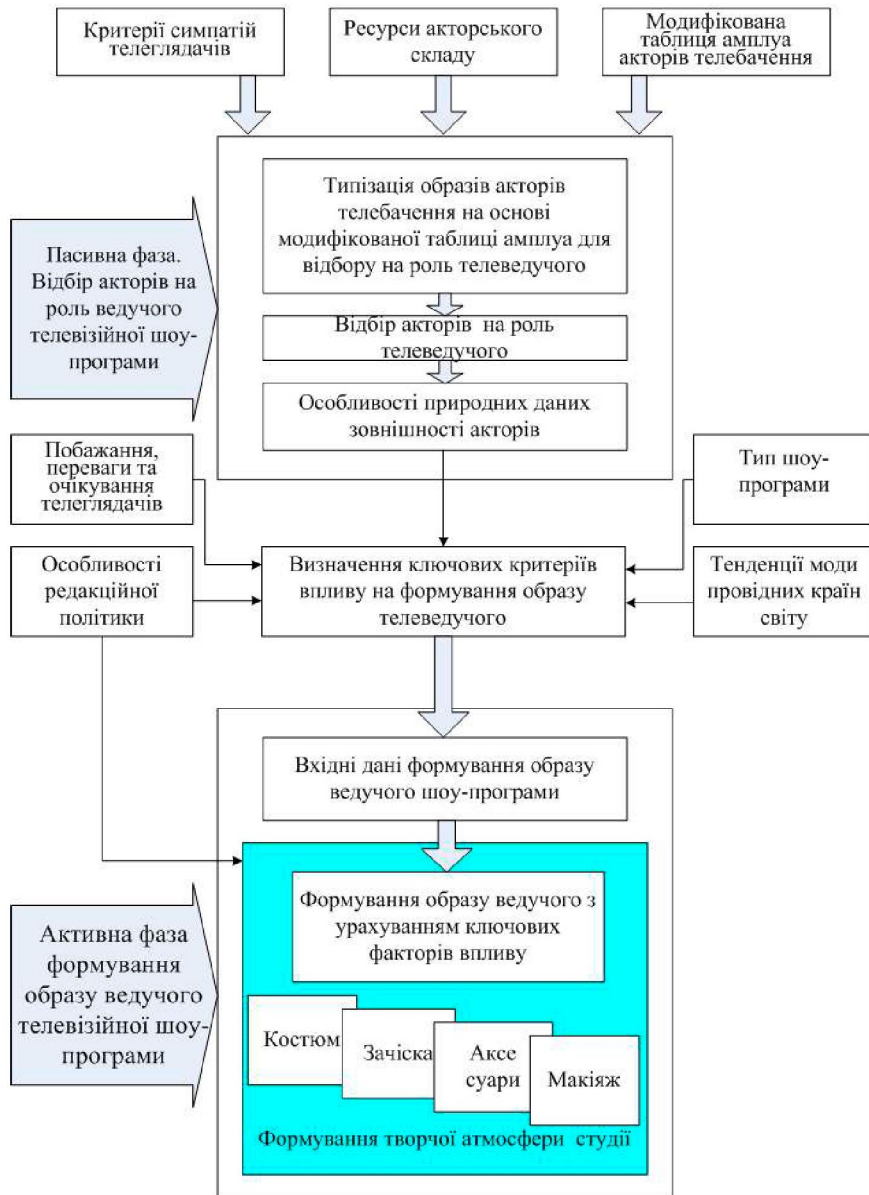 Критерії симпатій
телеглядачів
Ресурси акторського
складу
Модифікована
таблиця амплуа
акторів телебачення
Типізація образів акторів
телебачення на основі
модифікованої таблиці амплуа для
відбору на роль телеведучого
Пасивна фаза.
Відбір акторів на
роль ведучого
телевізійної шоу-
програми
Відбір акторів на роль
телеведучого
Особливості природних даних
зовнішності акторів
Побажання,
переваги та
очікування
телеглядачів
Тип шоу-
програми
Особливості
редакційної
політики
Визначення ключових критеріїв
впливу на формування образу
телеведучого
Тенденції моди
провідних країн
світу
Вхідні дані формування образу
ведучого шоу-програми
Формування образу ведучого з
урахуванням ключових
факторів впливу
Активна фаза
формування
образу ведучого
телевізійної шоу-
програми
Костюм
Зачіска
Аксе
суари
Макіяж
Формування творчої атмосфери студії